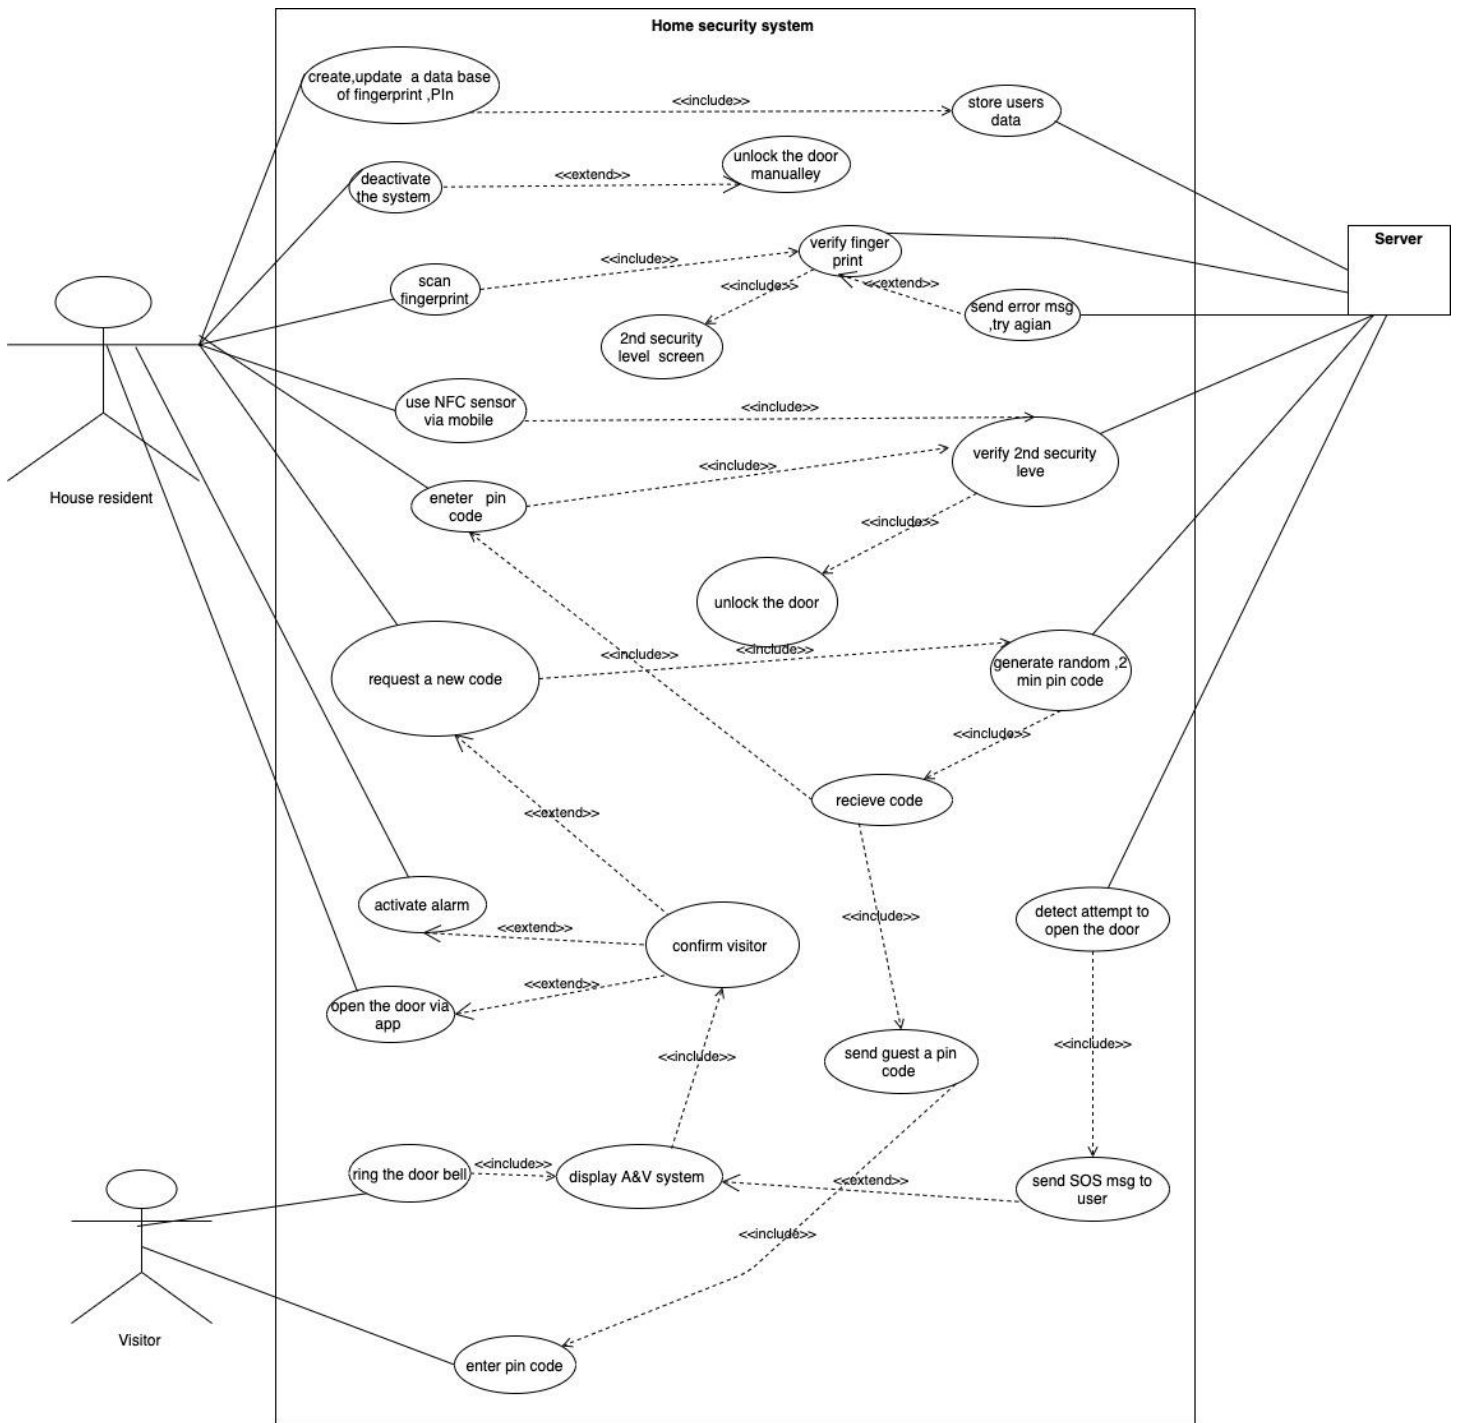 Home security system
create,update a data base
of fingerprint ,PIn
<<include>>
store users
data
deactivate
the system
<<extend>>
unlock the door
manualley
Server
scan
fingerprint
<<include>>
verify finger
print
<<include>>
<<extend>>
send error msg
,try agian
2nd security
level screen
House resident
use NFC sensor
via mobile
<<include>>
verify 2nd security
leve
eneter pin
code
<<include>>
<<include>>
unlock the door
request a new code
<<include>>
<<include>>
generate random ,2
min pin code
<<include>>
recieve code
<<extend>>
activate alarm
<<extend>>
confirm visitor
<<include>>
detect attempt to
open the door
open the door via
app
<<extend>>
<<include>>
send guest a pin
code
<<include>>
ring the door bell
<<include>>
display A&V system
<<extend>>
send SOS msg to
user
<<include>>
Visitor
enter pin code